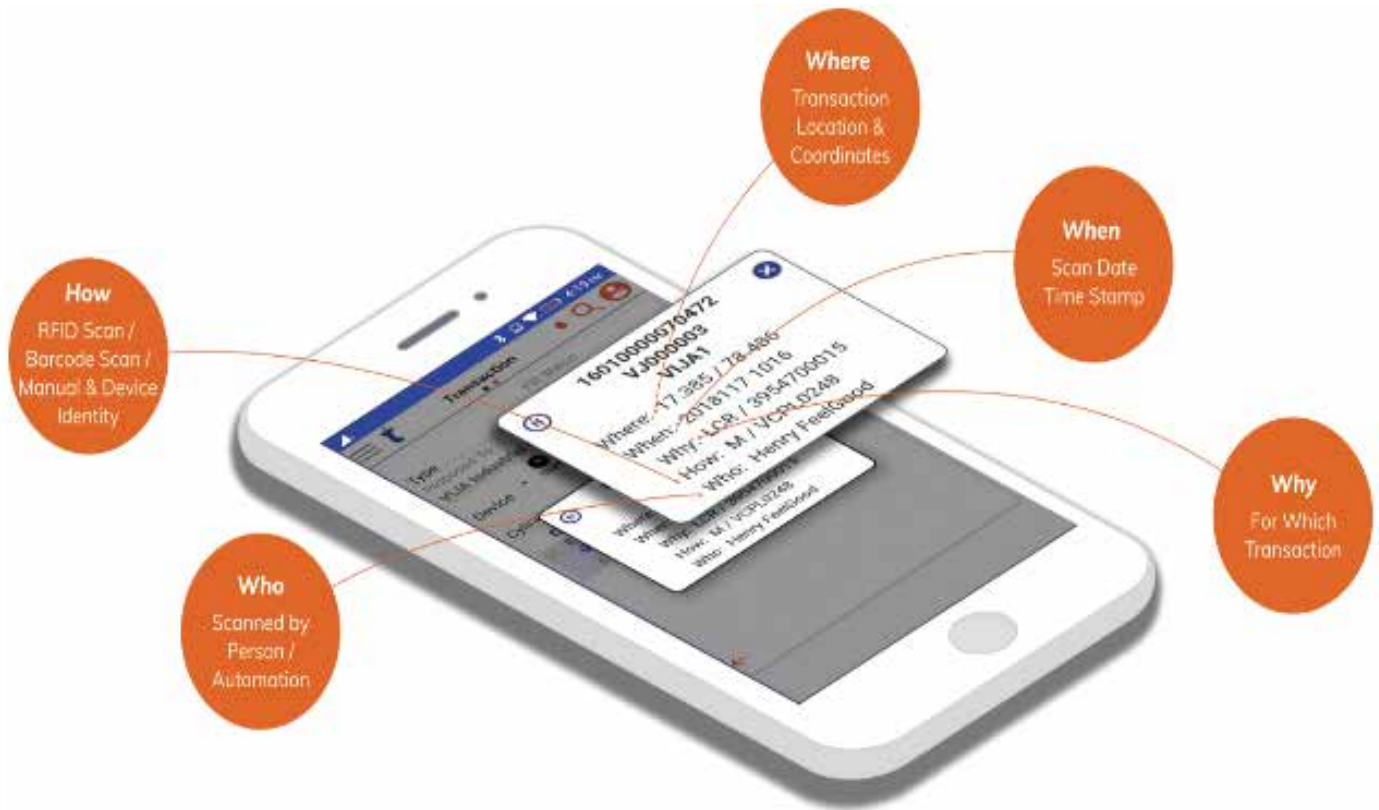 Where
Transaction
Location &
Coordinates
When
Scan Date
Time Stamp
How
RFID Scan /
Barcode Scan /
Manual & Device
Identity
Why
For Which
Transaction
Who
Scanned by
Person /
Automation
Transaction
Type
Device
16010000070472
VJ000003
VIJA1
Where:-17.385 / 78.486
When:-2018117 1016
Why:-LCR / 3954700015
How: M / VCPL0248
Who: Henry FeelGood
How: M / VCPL0248
Who: Henry FeelGood